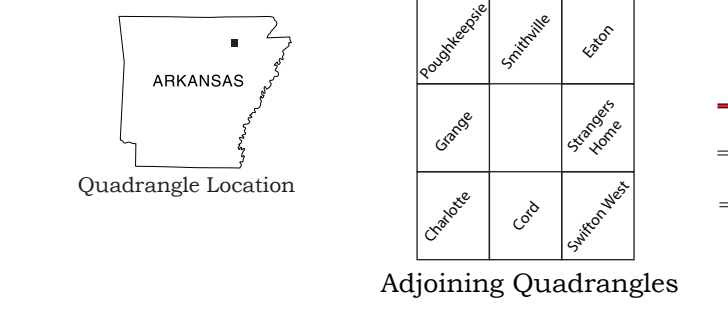 ARKANSAS
Quadrangle Location
Poughkeepsie
Smithville
Eaton
Grange
Strangers
Home
Charlotte
Cord
Swifton West
Adjoining Quadrangles